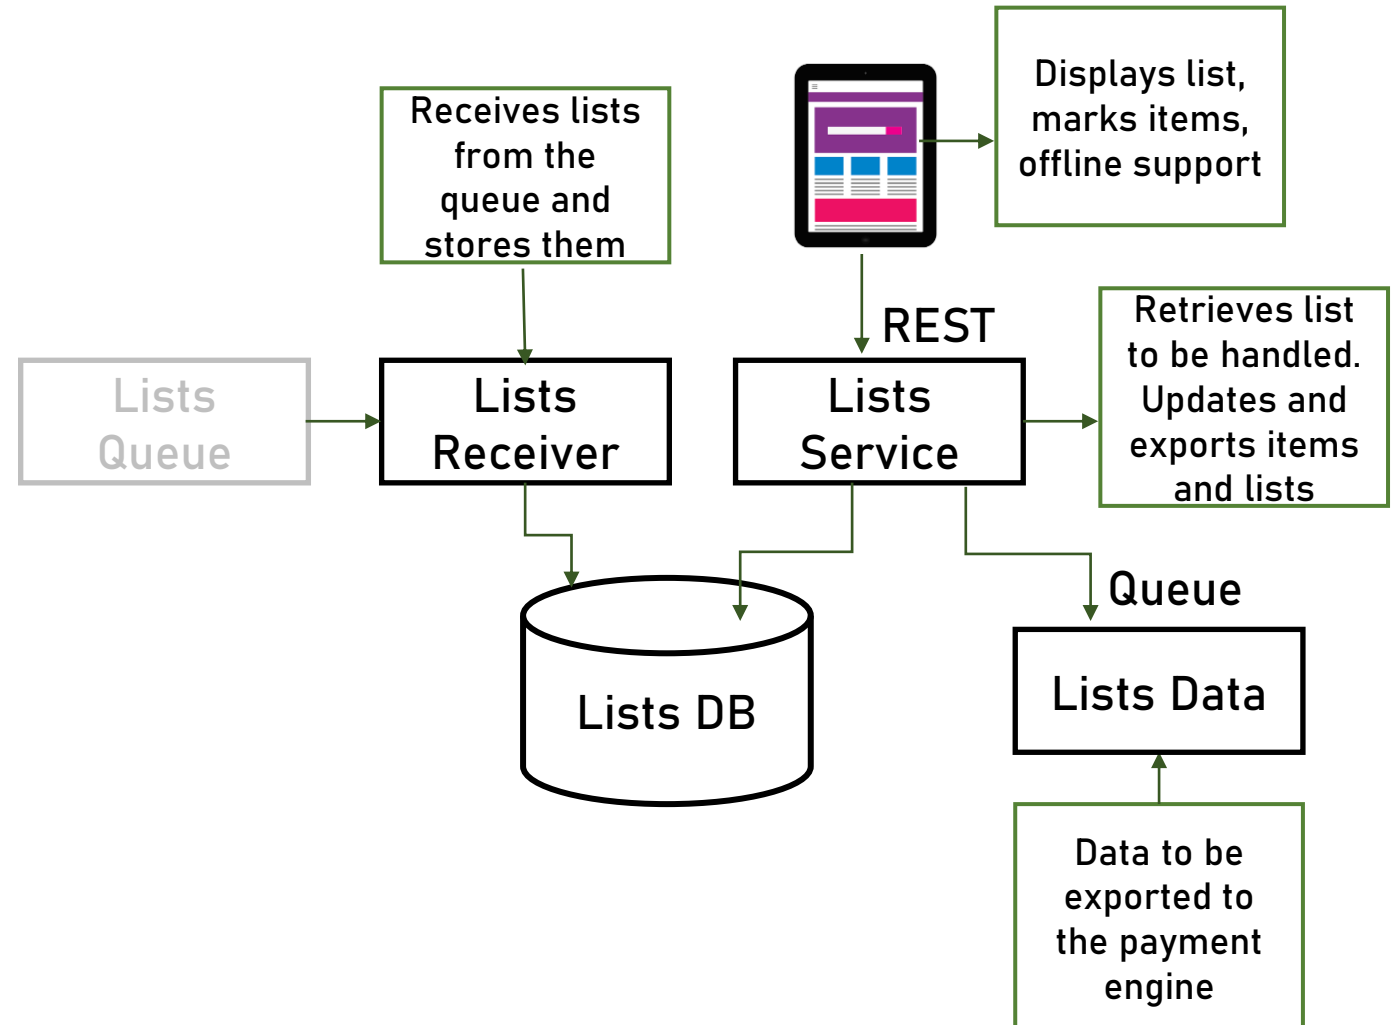 Displays list,
marks items,
offline support
Receives lists
from the
queue and
stores them
REST
Retrieves list
to be handled.
Updates and
exports items
and lists
Lists
Queue
Lists
Receiver
Lists
Service
Queue
Lists DB
Lists Data
Data to be
exported to
the payment
engine